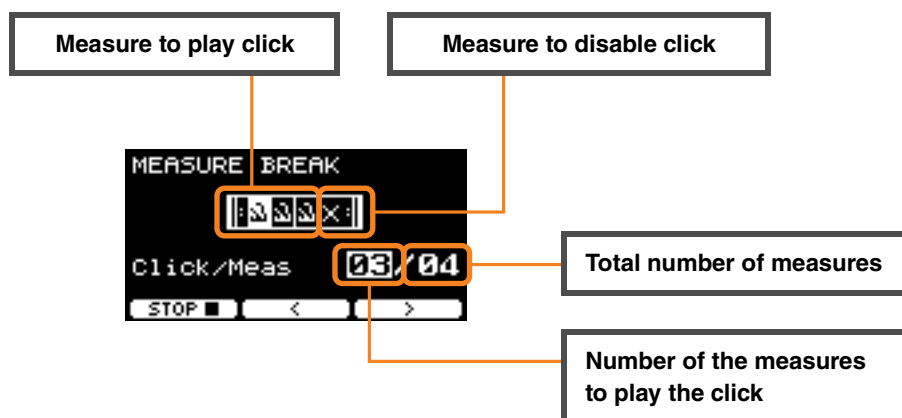 Measure to play click
Measure to disable click
MEASURE BREAK
Click/Meas 03/04
STOP ■ < >
Total number of measures
Number of the measures
to play the click